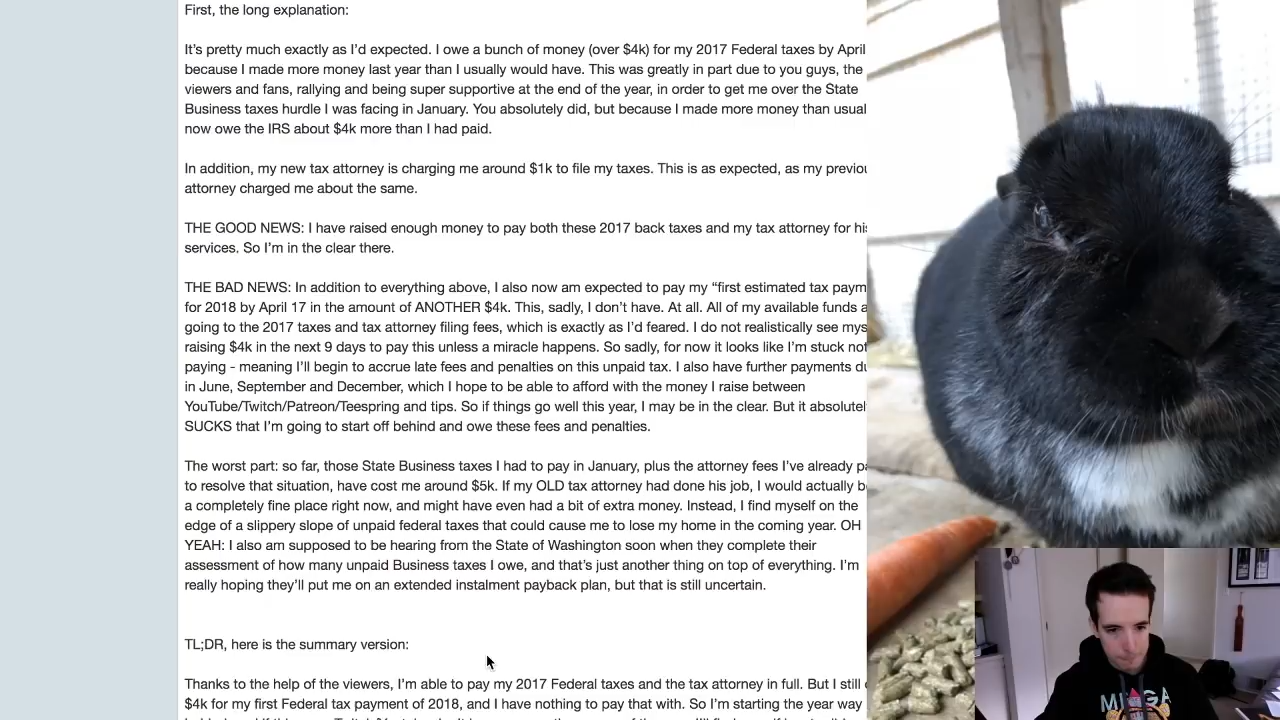 First, the long explanation:
It's pretty much exactly as I'd expected. I owe a bunch of money (over $4k) for my 2017 Federal taxes by April
because I made more money last year than I usually would have. This was greatly in part due to you guys, the
viewers and fans, rallying and being super supportive at the end of the year, in order to get me over the State
Business taxes hurdle I was facing in January. You absolutely did, but because I made more money than usual
now owe the IRS about $4k more than I had paid.
In addition, my new tax attorney is charging me around $1k to file my taxes. This is as expected, as my previou
attorney charged me about the same.
THE GOOD NEWS: I have raised enough money to pay both these 2017 back taxes and my tax attorney for his
services. So I'm in the clear there.
THE BAD NEWS: In addition to everything above, I also now am expected to pay my “first estimated tax paym
for 2018 by April 17 in the amount of ANOTHER $4k. This, sadly, I don't have. At all. All of my available funds a
going to the 2017 taxes and tax attorney filing fees, which is exactly as I'd feared. I do not realistically see mys
raising $4k in the next 9 days to pay this unless a miracle happens. So sadly, for now it looks like I'm stuck not
paying - meaning I'll begin to accrue late fees and penalties on this unpaid tax. I also have further payments du
in June, September and December, which I hope to be able to afford with the money I raise between
YouTube/Twitch/Patreon/Teespring and tips. So if things go well this year, I may be in the clear. But it absolutel
SUCKS that I'm going to start off behind and owe these fees and penalties.
The worst part: so far, those State Business taxes I had to pay in January, plus the attorney fees I've already pa
to resolve that situation, have cost me around $5k. If my OLD tax attorney had done his job, I would actually b
a completely fine place right now, and might have even had a bit of extra money. Instead, I find myself on the
edge of a slippery slope of unpaid federal taxes that could cause me to lose my home in the coming year. OH
YEAH: I also am supposed to be hearing from the State of Washington soon when they complete their
assessment of how many unpaid Business taxes I owe, and that's just another thing on top of everything. I'm
really hoping they'll put me on an extended instalment payback plan, but that is still uncertain.
TL;DR, here is the summary version:
Thanks to the help of the viewers, I'm able to pay my 2017 Federal taxes and the tax attorney in full. But I still
$4k for my first Federal tax payment of 2018, and I have nothing to pay that with. So I'm starting the year way